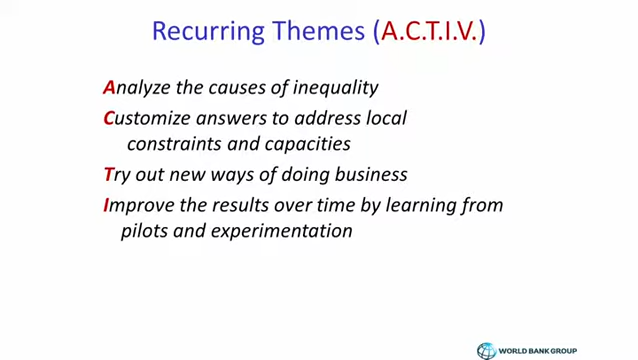 Recurring Themes (A.C.T.I.V.)
Analyze the causes of inequality
Customize answers to address local
constraints and capacities
Try out new ways of doing business
Improve the results over time by learning from
pilots and experimentation
WORLD BANK GROUP